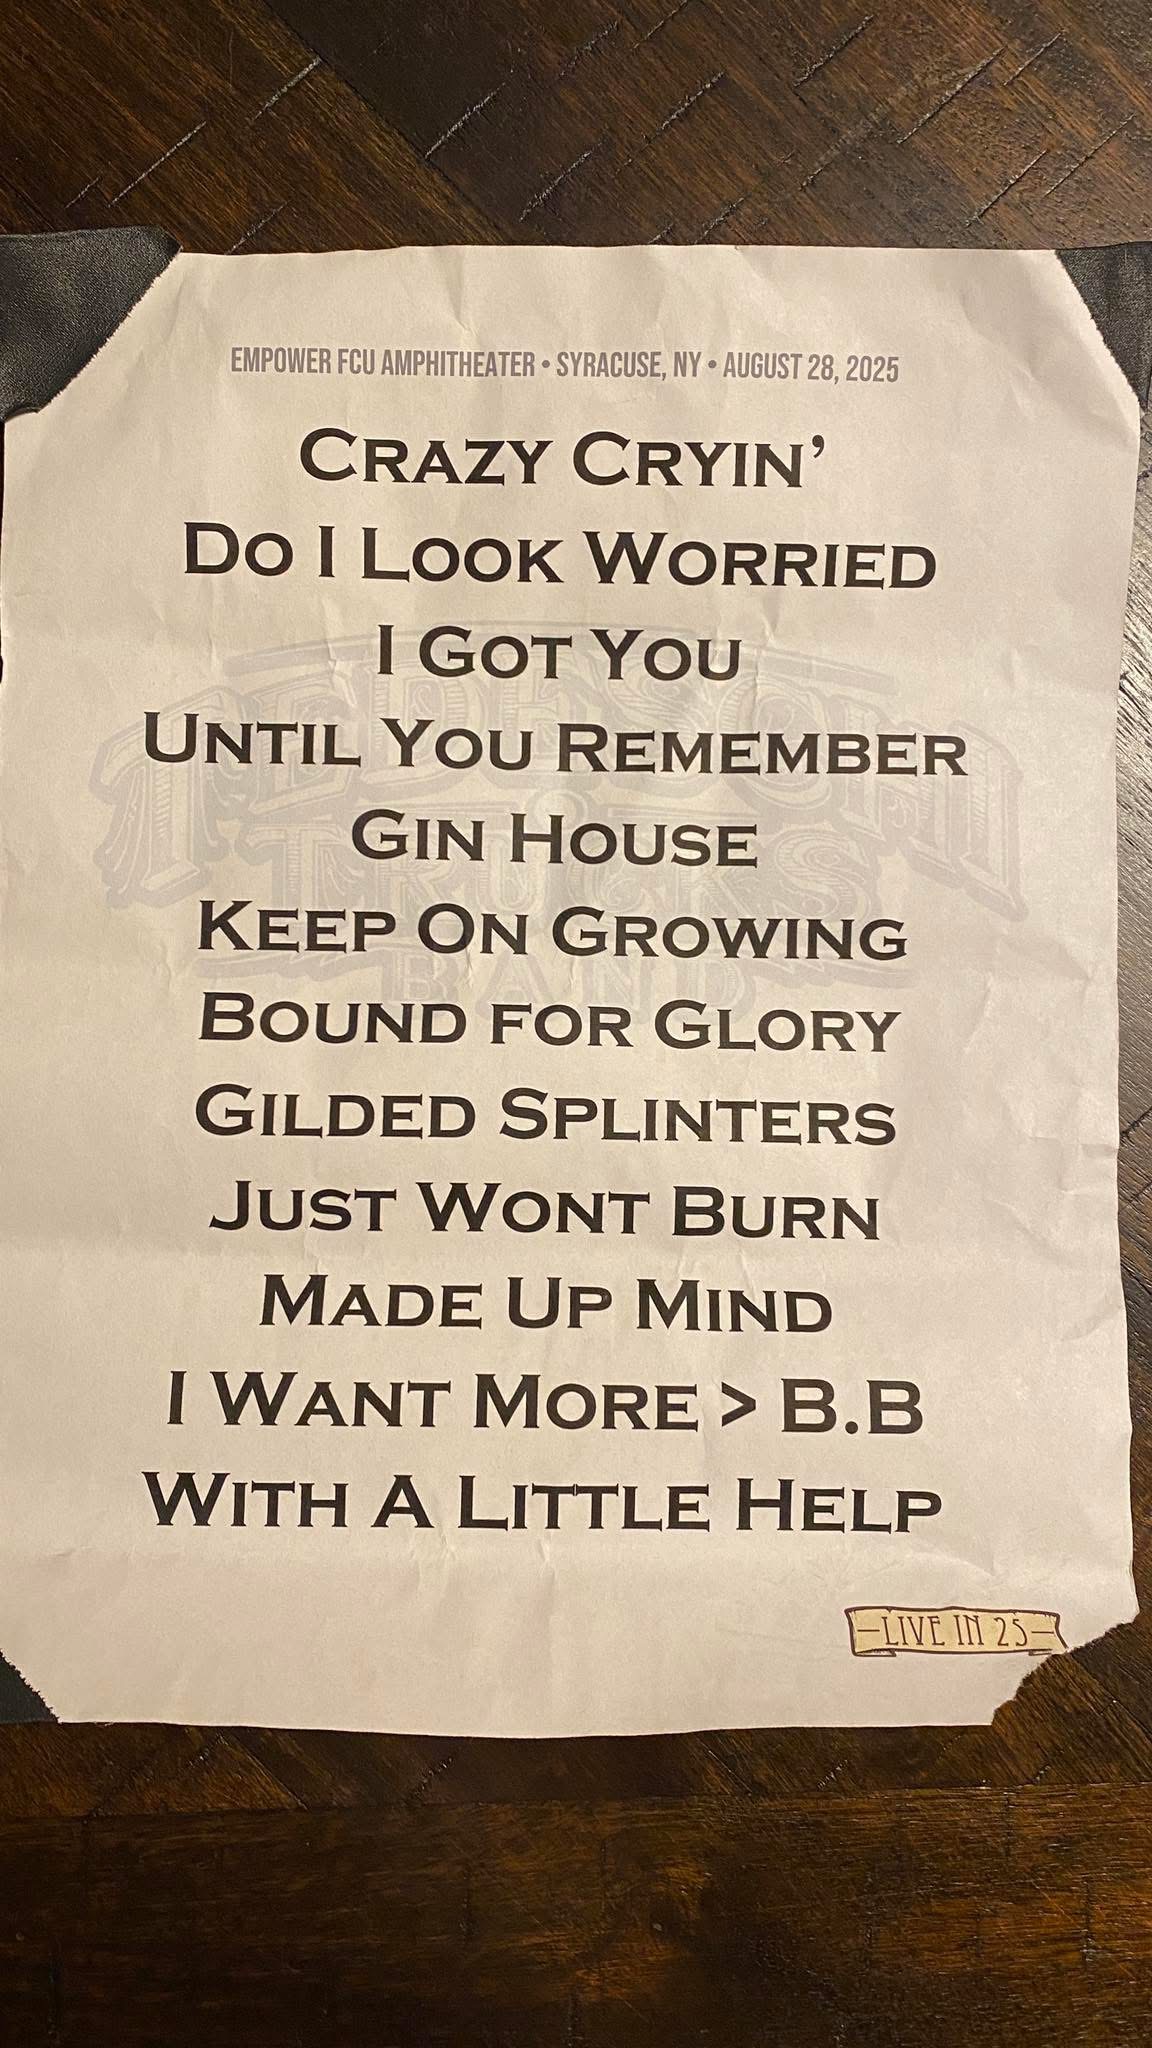 EMPOWER FCU AMPHITHEATER • SYRACUSE, NY • AUGUST 28, 2025
CRAZY CRYIN'
DO I LOOK WORRIED
I GOT YOU
UNTIL YOU REMEMBER
GIN HOUSE
KEEP ON GROWING
BOUND FOR GLORY
GILDED SPLINTERS
JUST WONT BURN
MADE UP MIND
I WANT MORE > B.B
WITH A LITTLE HELP
TEDESCHI
TRUCKS
BAND
–LIVE IN 25–